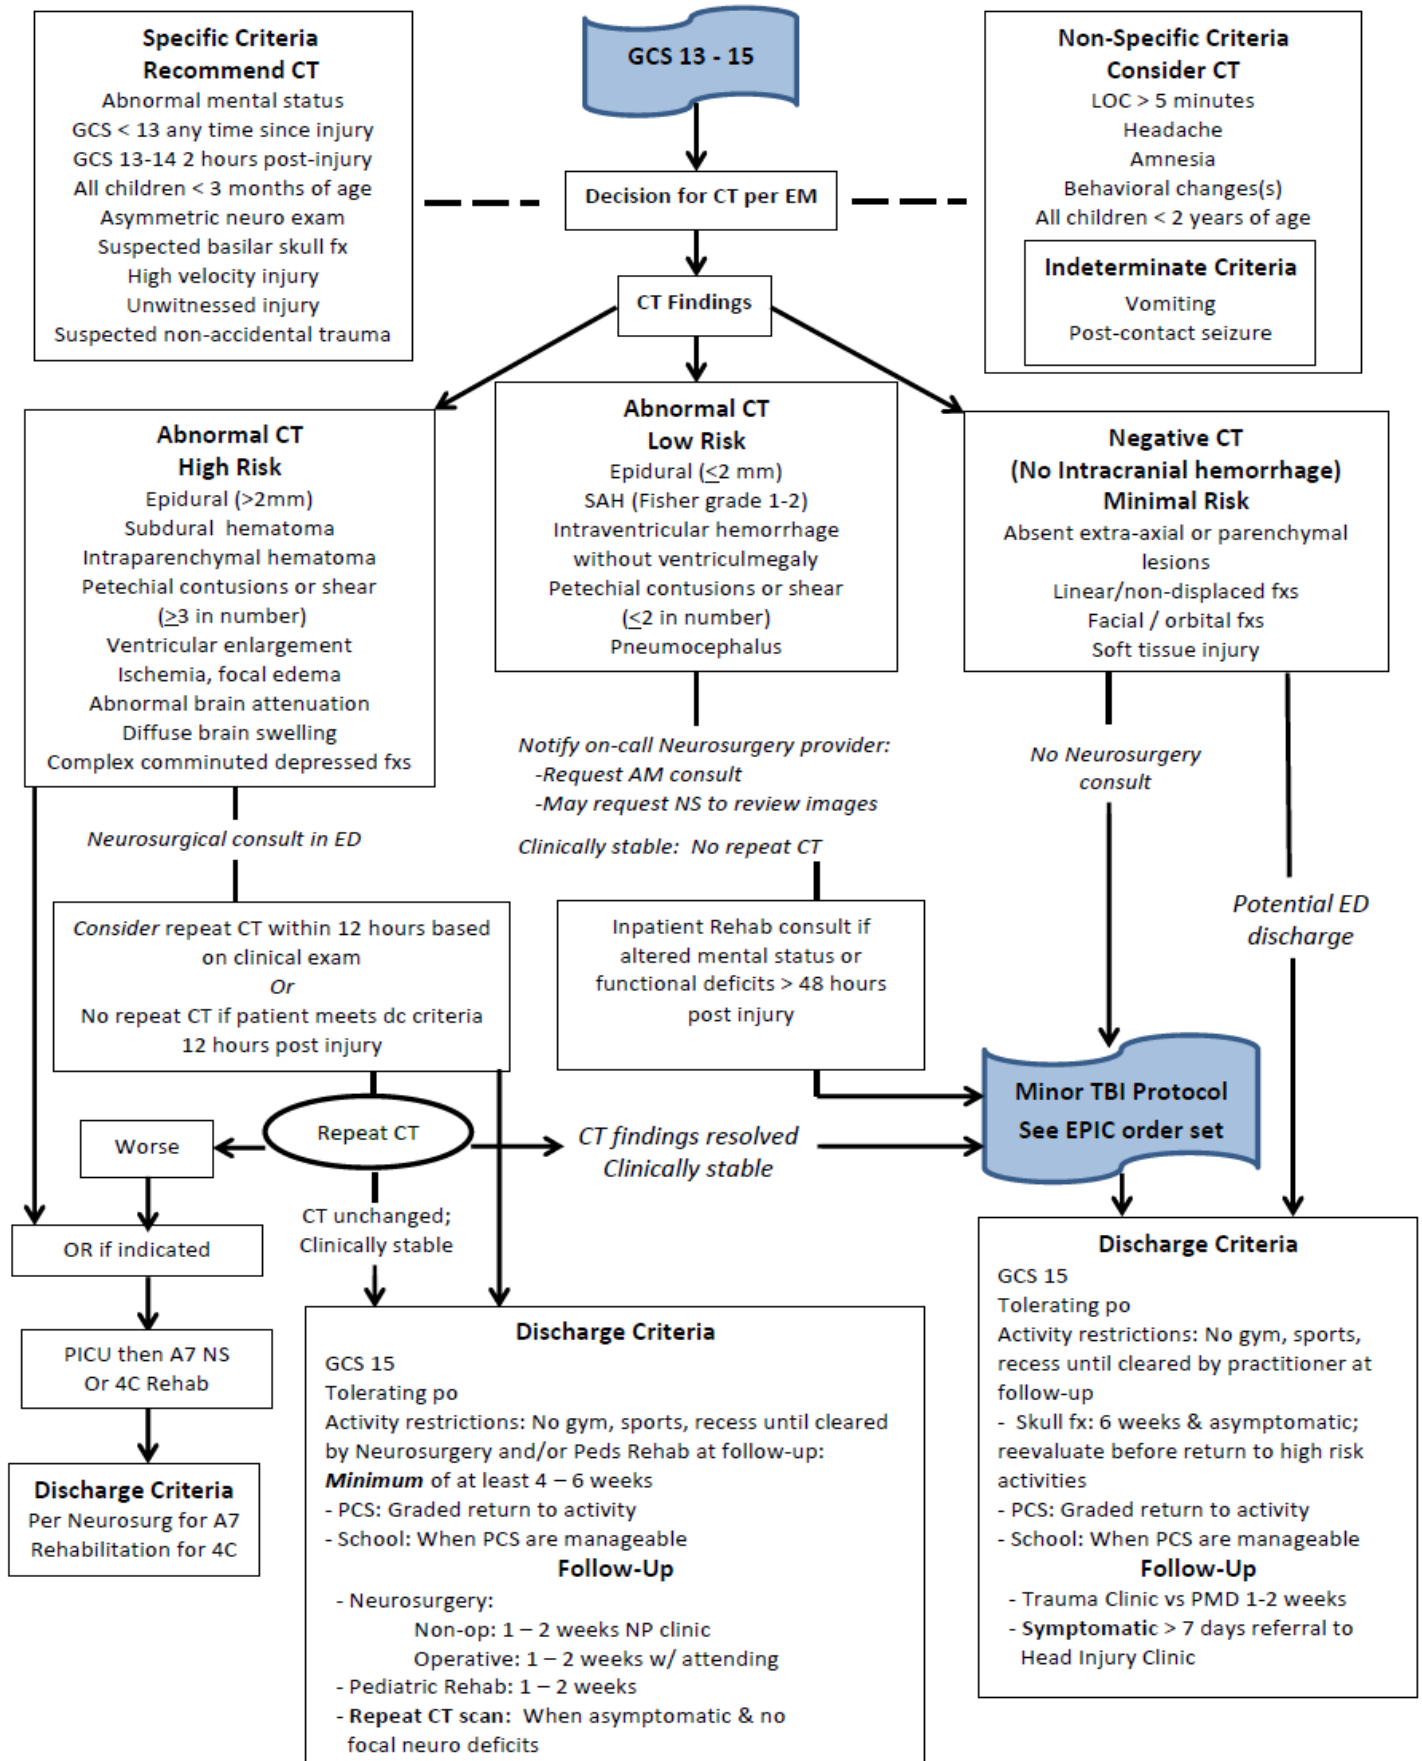 Specific Criteria
Recommend CT
Abnormal mental status
GCS < 13 any time since injury
GCS 13-14 2 hours post-injury
All children < 3 months of age
Asymmetric neuro exam
Suspected basilar skull fx
High velocity injury
Unwitnessed injury
Suspected non-accidental trauma
GCS 13 - 15
Decision for CT per EM
CT Findings
Non-Specific Criteria
Consider CT
LOC > 5 minutes
Headache
Amnesia
Behavioral changes(s)
All children < 2 years of age
Indeterminate Criteria
Vomiting
Post-contact seizure
Abnormal CT
High Risk
Epidural (>2mm)
Subdural hematoma
Intraparenchymal hematoma
Petechial contusions or shear
(≥3 in number)
Ventricular enlargement
Ischemia, focal edema
Abnormal brain attenuation
Diffuse brain swelling
Complex comminuted depressed fxs
Abnormal CT
Low Risk
Epidural (≤2 mm)
SAH (Fisher grade 1-2)
Intraventricular hemorrhage
without ventriculmegaly
Petechial contusions or shear
(≤2 in number)
Pneumocephalus
Negative CT
(No Intracranial hemorrhage)
Minimal Risk
Absent extra-axial or parenchymal
lesions
Linear/non-displaced fxs
Facial / orbital fxs
Soft tissue injury
Neurosurgical consult in ED
Notify on-call Neurosurgery provider:
-Request AM consult
-May request NS to review images
Clinically stable: No repeat CT
No Neurosurgery
consult
Potential ED
discharge
Consider repeat CT within 12 hours based
on clinical exam
Or
No repeat CT if patient meets dc criteria
12 hours post injury
Inpatient Rehab consult if
altered mental status or
functional deficits > 48 hours
post injury
Minor TBI Protocol
See EPIC order set
Worse
Repeat CT
CT findings resolved
Clinically stable
CT unchanged;
Clinically stable
OR if indicated
PICU then A7 NS
Or 4C Rehab
Discharge Criteria
Per Neurosurg for A7
Rehabilitation for 4C
Discharge Criteria
GCS 15
Tolerating po
Activity restrictions: No gym, sports, recess until cleared
by Neurosurgery and/or Peds Rehab at follow-up:
Minimum of at least 4 – 6 weeks
- PCS: Graded return to activity
- School: When PCS are manageable
Follow-Up
- Neurosurgery:
Non-op: 1 – 2 weeks NP clinic
Operative: 1 – 2 weeks w/ attending
- Pediatric Rehab: 1 – 2 weeks
- Repeat CT scan: When asymptomatic & no
focal neuro deficits
Discharge Criteria
GCS 15
Tolerating po
Activity restrictions: No gym, sports,
recess until cleared by practitioner at
follow-up
- Skull fx: 6 weeks & asymptomatic;
reevaluate before return to high risk
activities
- PCS: Graded return to activity
- School: When PCS are manageable
Follow-Up
- Trauma Clinic vs PMD 1-2 weeks
- Symptomatic > 7 days referral to
Head Injury Clinic